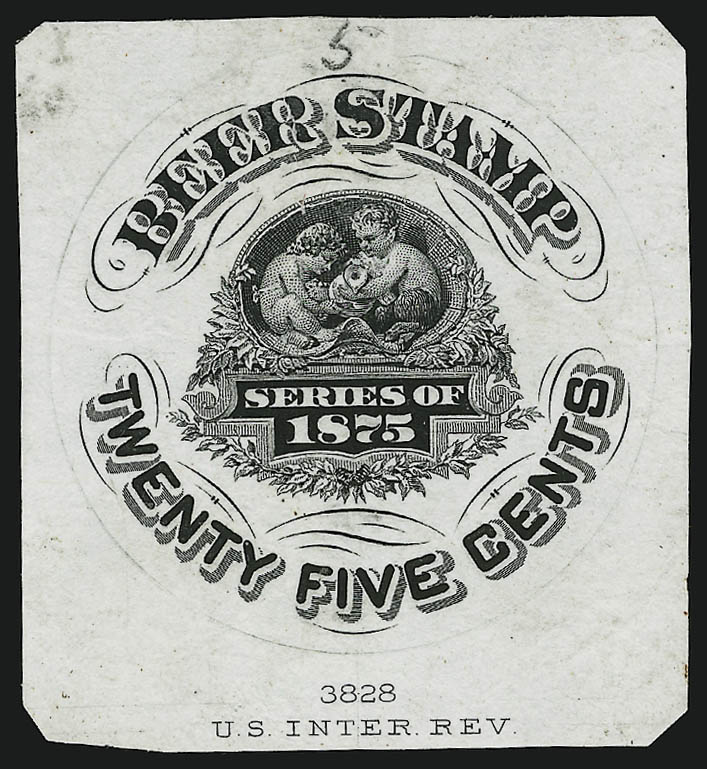 5
BEER STAMP
SERIES OF
1875
TWENTY FIVE CENTS
3828
U.S. INTER. REV.